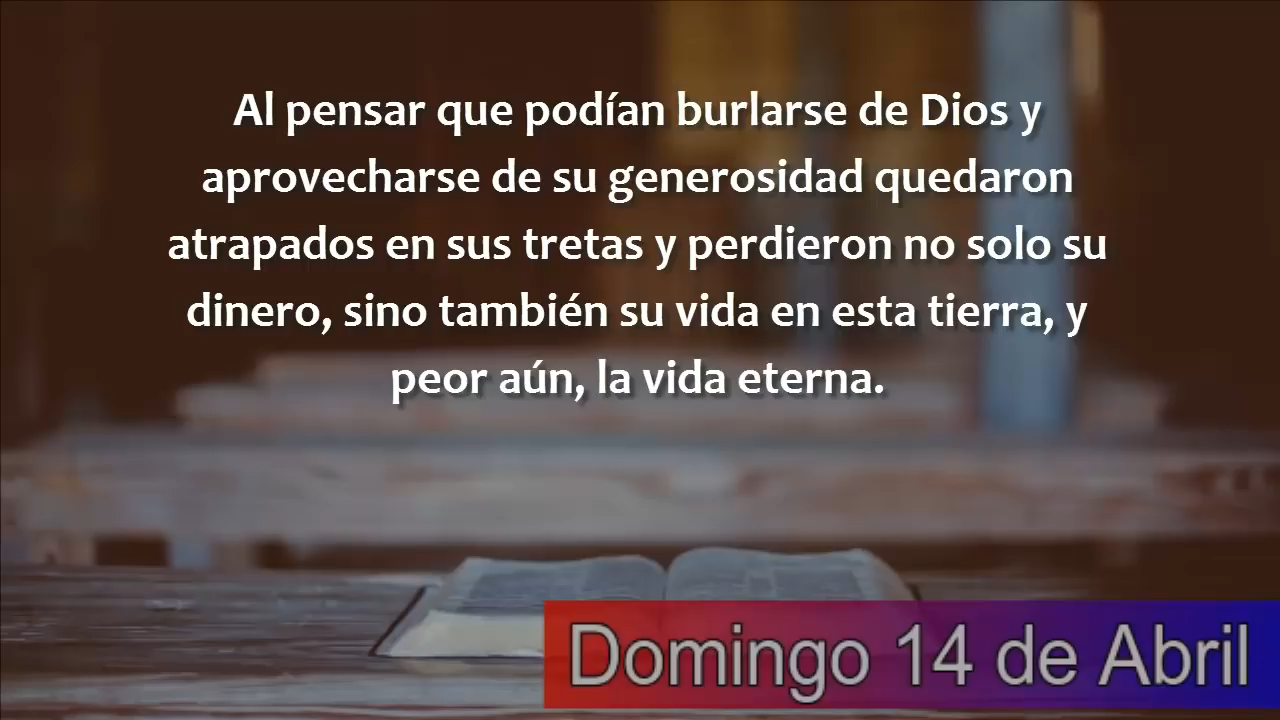 Al pensar que podían burlarse de Dios y
aprovecharse de su generosidad quedaron
atrapados en sus tretas y perdieron no solo su
dinero, sino también su vida en esta tierra, y
peor aún, la vida eterna.
Domingo 14 de Abril